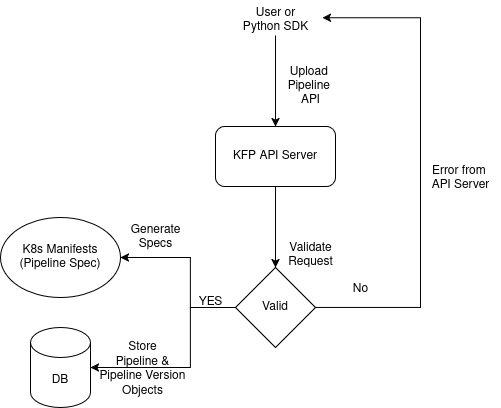 User or
Python SDK
Upload
Pipeline
API
KFP API Server
Error from
API Server
Generate
Specs
K8s Manifests
(Pipeline Spec)
Validate
Request
No
YES
Valid
Store
Pipeline &
Pipeline Version
Objects
DB